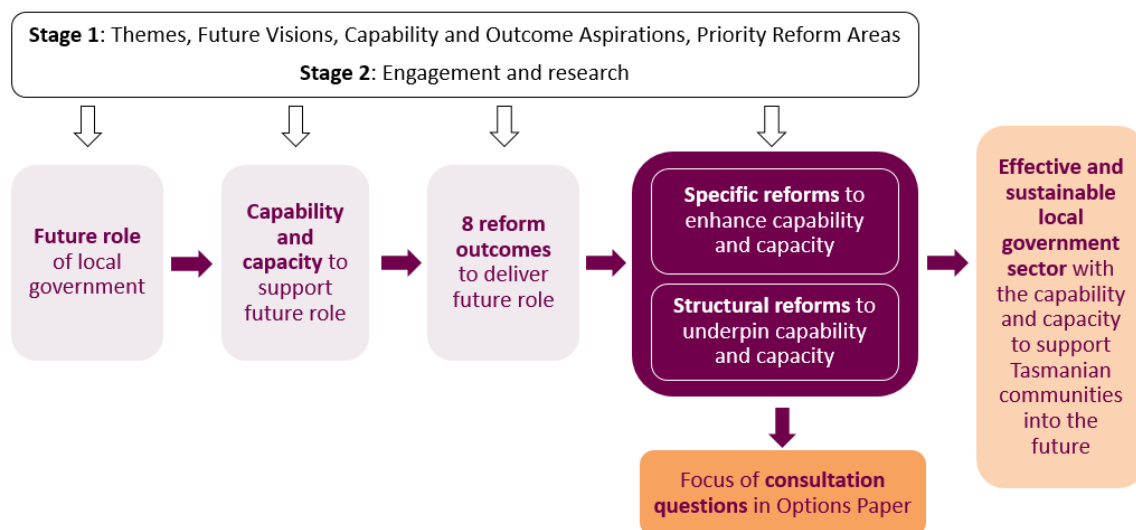 Stage 1: Themes, Future Visions, Capability and Outcome Aspirations, Priority Reform Areas
Stage 2: Engagement and research
Future role
of local
government
Capability
and
capacity to
support
future role
8 reform
outcomes
to deliver
future role
Specific reforms to
enhance capability
and capacity
Structural reforms to
underpin capability
and capacity
Effective and
sustainable
local
government
sector with
the capability
and capacity
to support
Tasmanian
communities
into the
future
Focus of consultation
questions in Options Paper